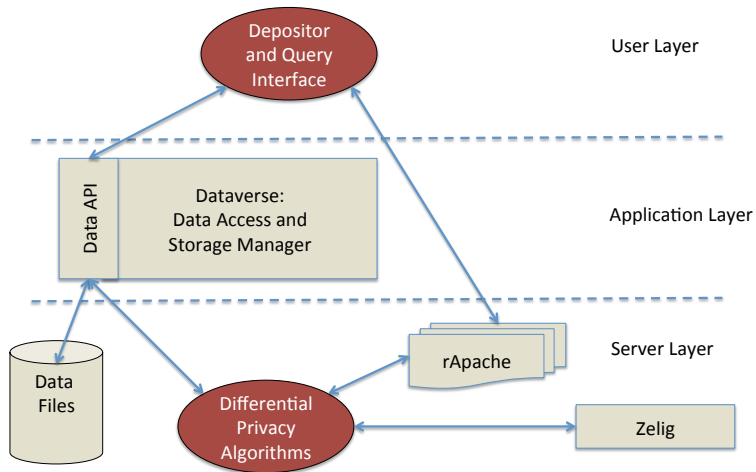 Depositor
and Query
Interface
User Layer
Data API
Dataverse:
Data Access and
Storage Manager
Application Layer
Server Layer
rApache
Data
Files
Differential
Privacy
Algorithms
Zelig